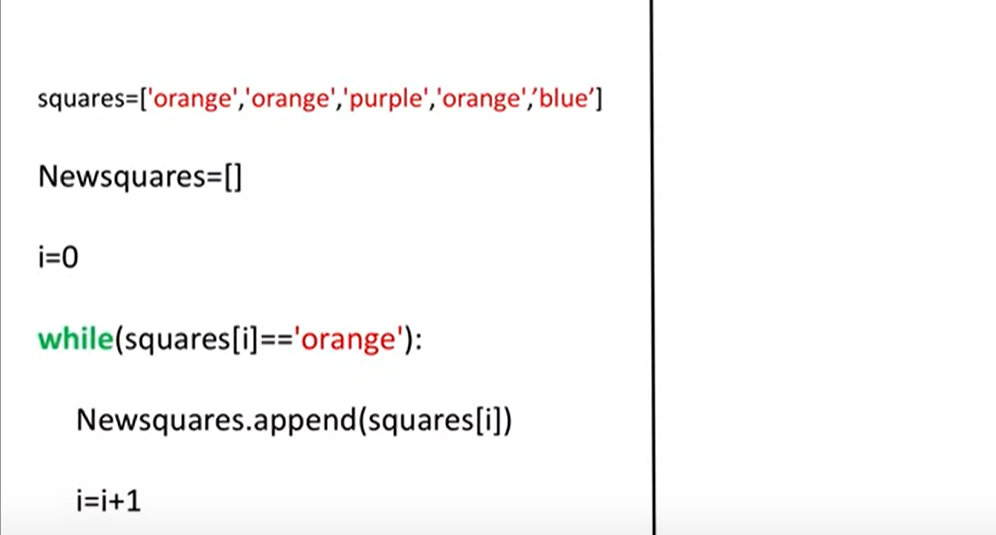 squares=['orange','orange','purple','orange',’blue’]
Newsquares=[]
i=0
while(squares[i]=='orange'):
Newsquares.append(squares[i])
i=i+1